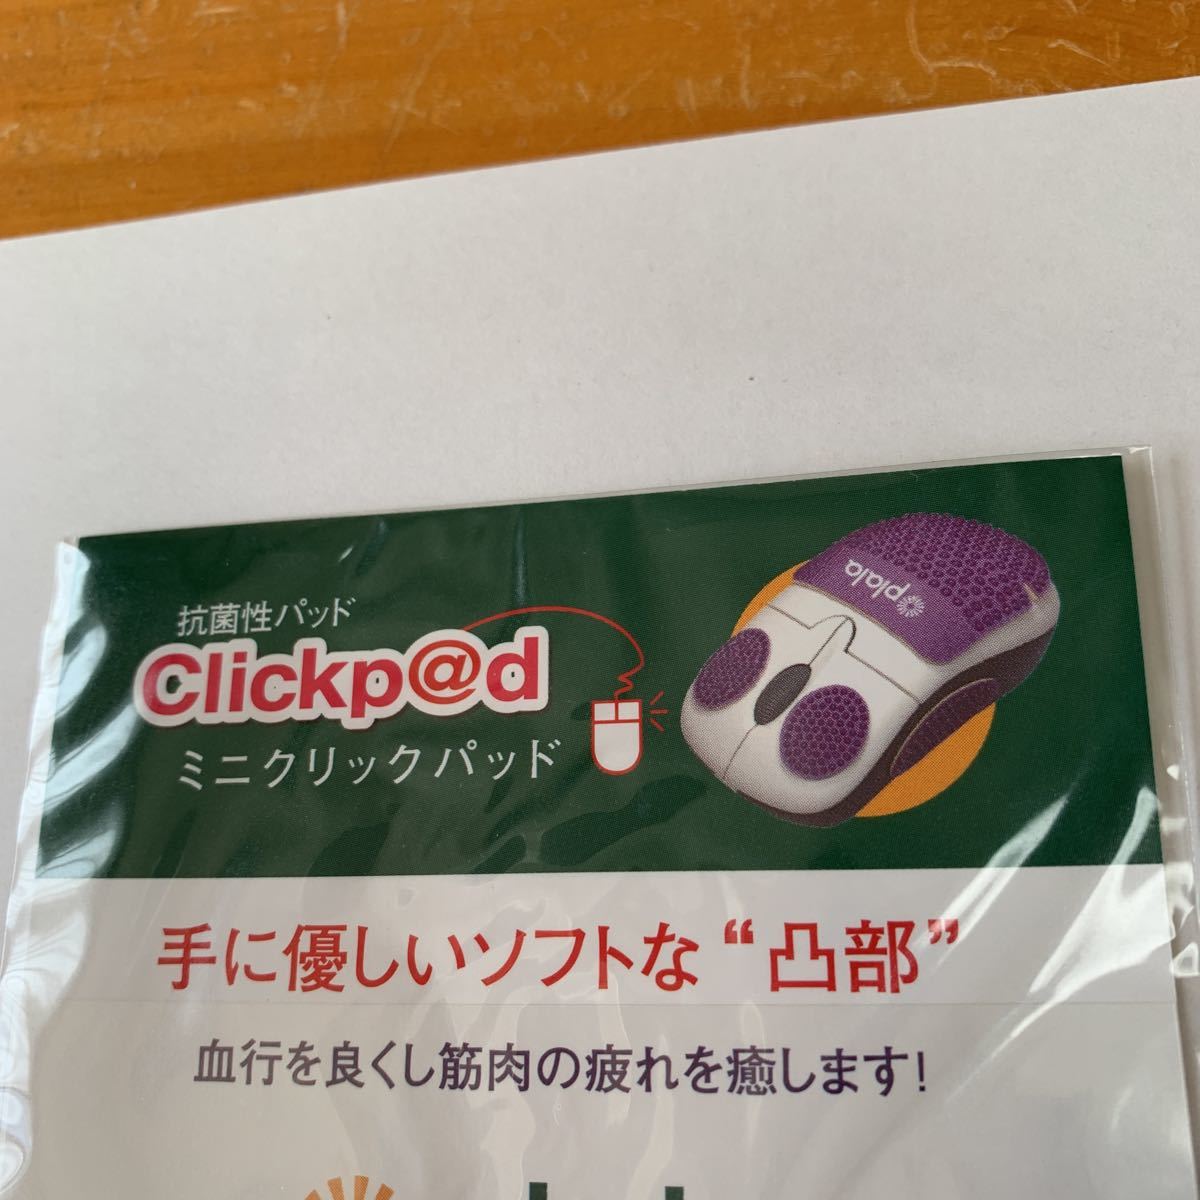 抗菌性パッド
Clickp@d
ミニクリックパッド
plala
手に優しいソフトな“凸部”
血行を良くし筋肉の疲れを癒します!